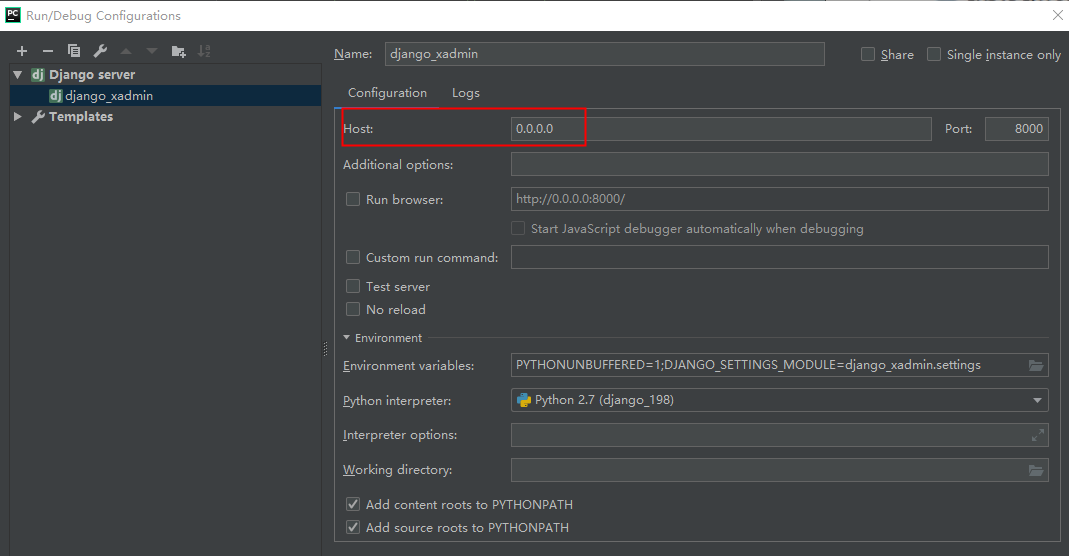 PC Run/Debug Configurations
Name: django_xadmin Share Single instance only
dj Django server
dj django_xadmin
Templates
Configuration Logs
Host: 0.0.0.0 Port: 8000
Additional options:
Run browser: http://0.0.0.0:8000/
Start JavaScript debugger automatically when debugging
Custom run command:
Test server
No reload
Environment
Environment variables: PYTHONUNBUFFERED=1;DJANGO_SETTINGS_MODULE=django_xadmin.settings
Python interpreter: Python 2.7 (django_198)
Interpreter options:
Working directory:
Add content roots to PYTHONPATH
Add source roots to PYTHONPATH